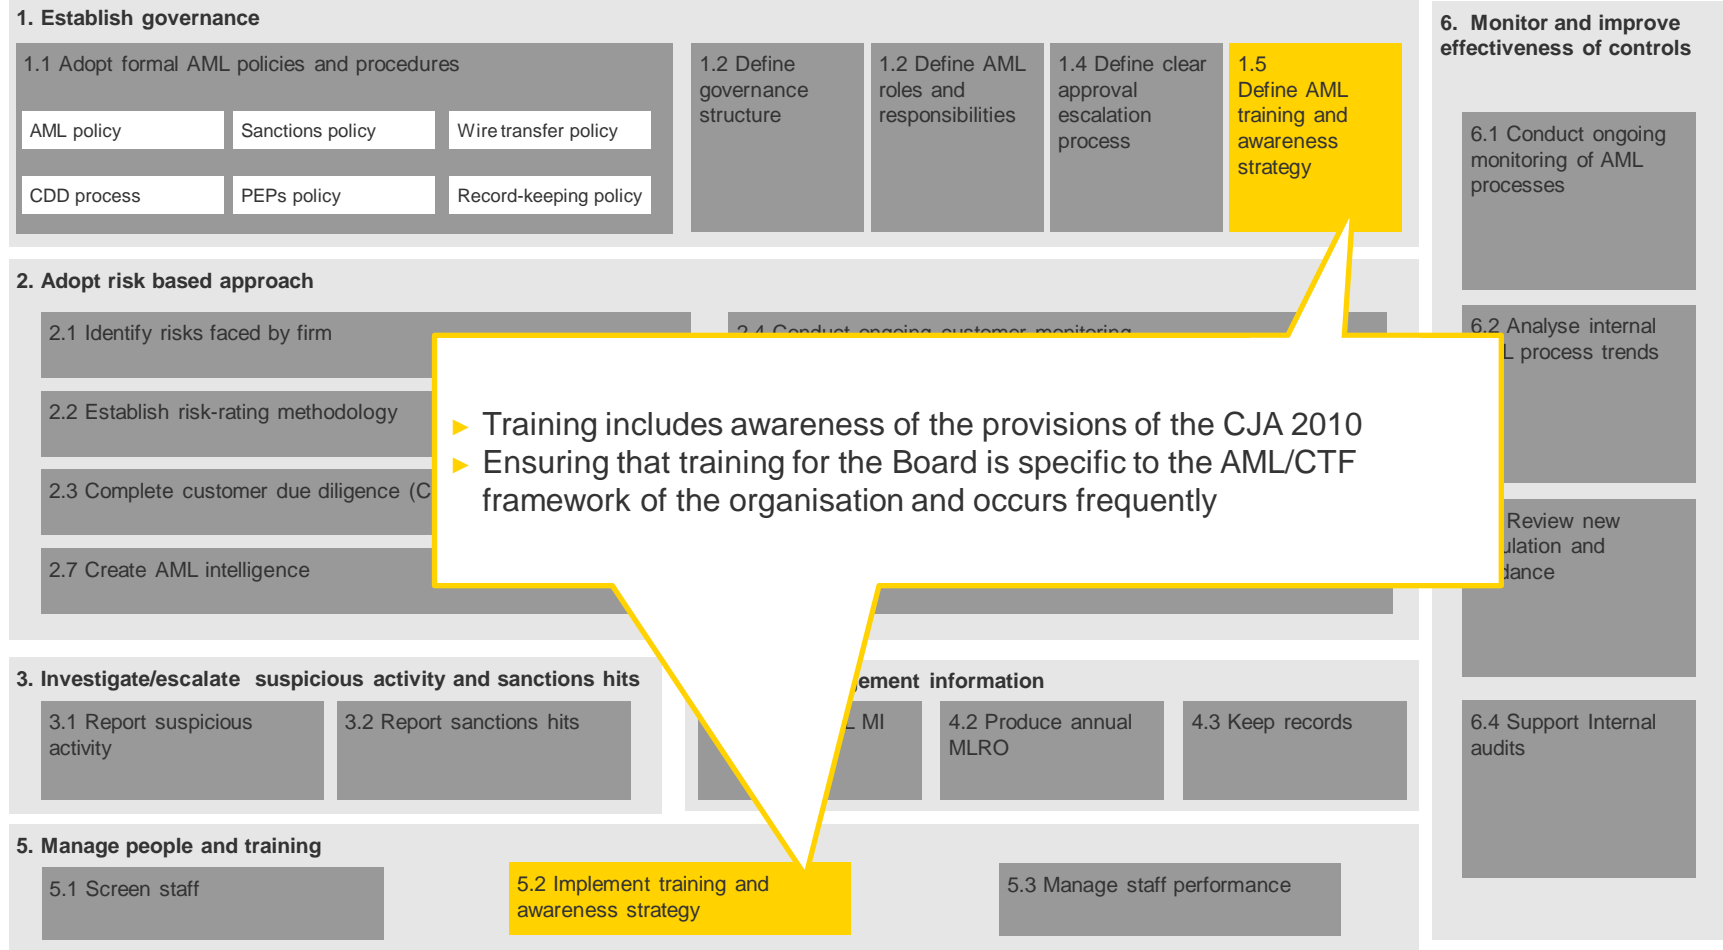 1. Establish governance
1.1 Adopt formal AML policies and procedures
AML policy
Sanctions policy
Wire transfer policy
CDD process
PEPs policy
Record-keeping policy
1.2 Define
governance
structure
1.2 Define AML
roles and
responsibilities
1.4 Define clear
approval
escalation
process
1.5
Define AML
training and
awareness
strategy
2. Adopt risk based approach
2.1 Identify risks faced by firm
2.4 Conduct ongoing customer monitoring
2.2 Establish risk-rating methodology
2.3 Complete customer due diligence (C
2.7 Create AML intelligence
► Training includes awareness of the provisions of the CJA 2010
► Ensuring that training for the Board is specific to the AML/CTF
framework of the organisation and occurs frequently
3. Investigate/escalate suspicious activity and sanctions hits
3.1 Report suspicious
activity
3.2 Report sanctions hits
information
MI
4.2 Produce annual
MLRO
4.3 Keep records
5. Manage people and training
5.1 Screen staff
5.2 Implement training and
awareness strategy
5.3 Manage staff performance
6. Monitor and improve
effectiveness of controls
6.1 Conduct ongoing
monitoring of AML
processes
6.2 Analyse internal
process trends
Review new
and
6.4 Support Internal
audits